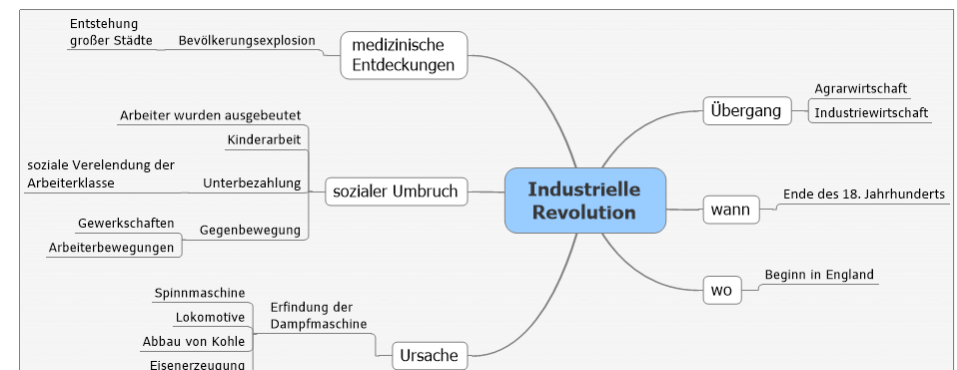 Entstehung
großer Städte
Bevölkerungsexplosion
medizinische
Entdeckungen
Arbeiter wurden ausgebeutet
Kinderarbeit
soziale Verelendung der
Arbeiterklasse
Unterbezahlung
sozialer Umbruch
Gewerkschaften
Arbeiterbewegungen
Gegenbewegung
Spinnmaschine
Lokomotive
Abbau von Kohle
Eisenerzeugung
Erfindung der
Dampfmaschine
Ursache
Industrielle
Revolution
Übergang
Agrarwirtschaft
Industriewirtschaft
wann
Ende des 18. Jahrhunderts
wo
Beginn in England